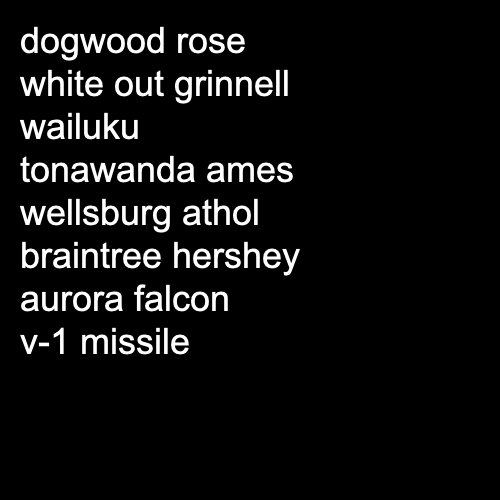 dogwood rose
white out grinnell
wailuku
tonawanda ames
wellsburg athol
braintree hershey
aurora falcon
v-1 missile